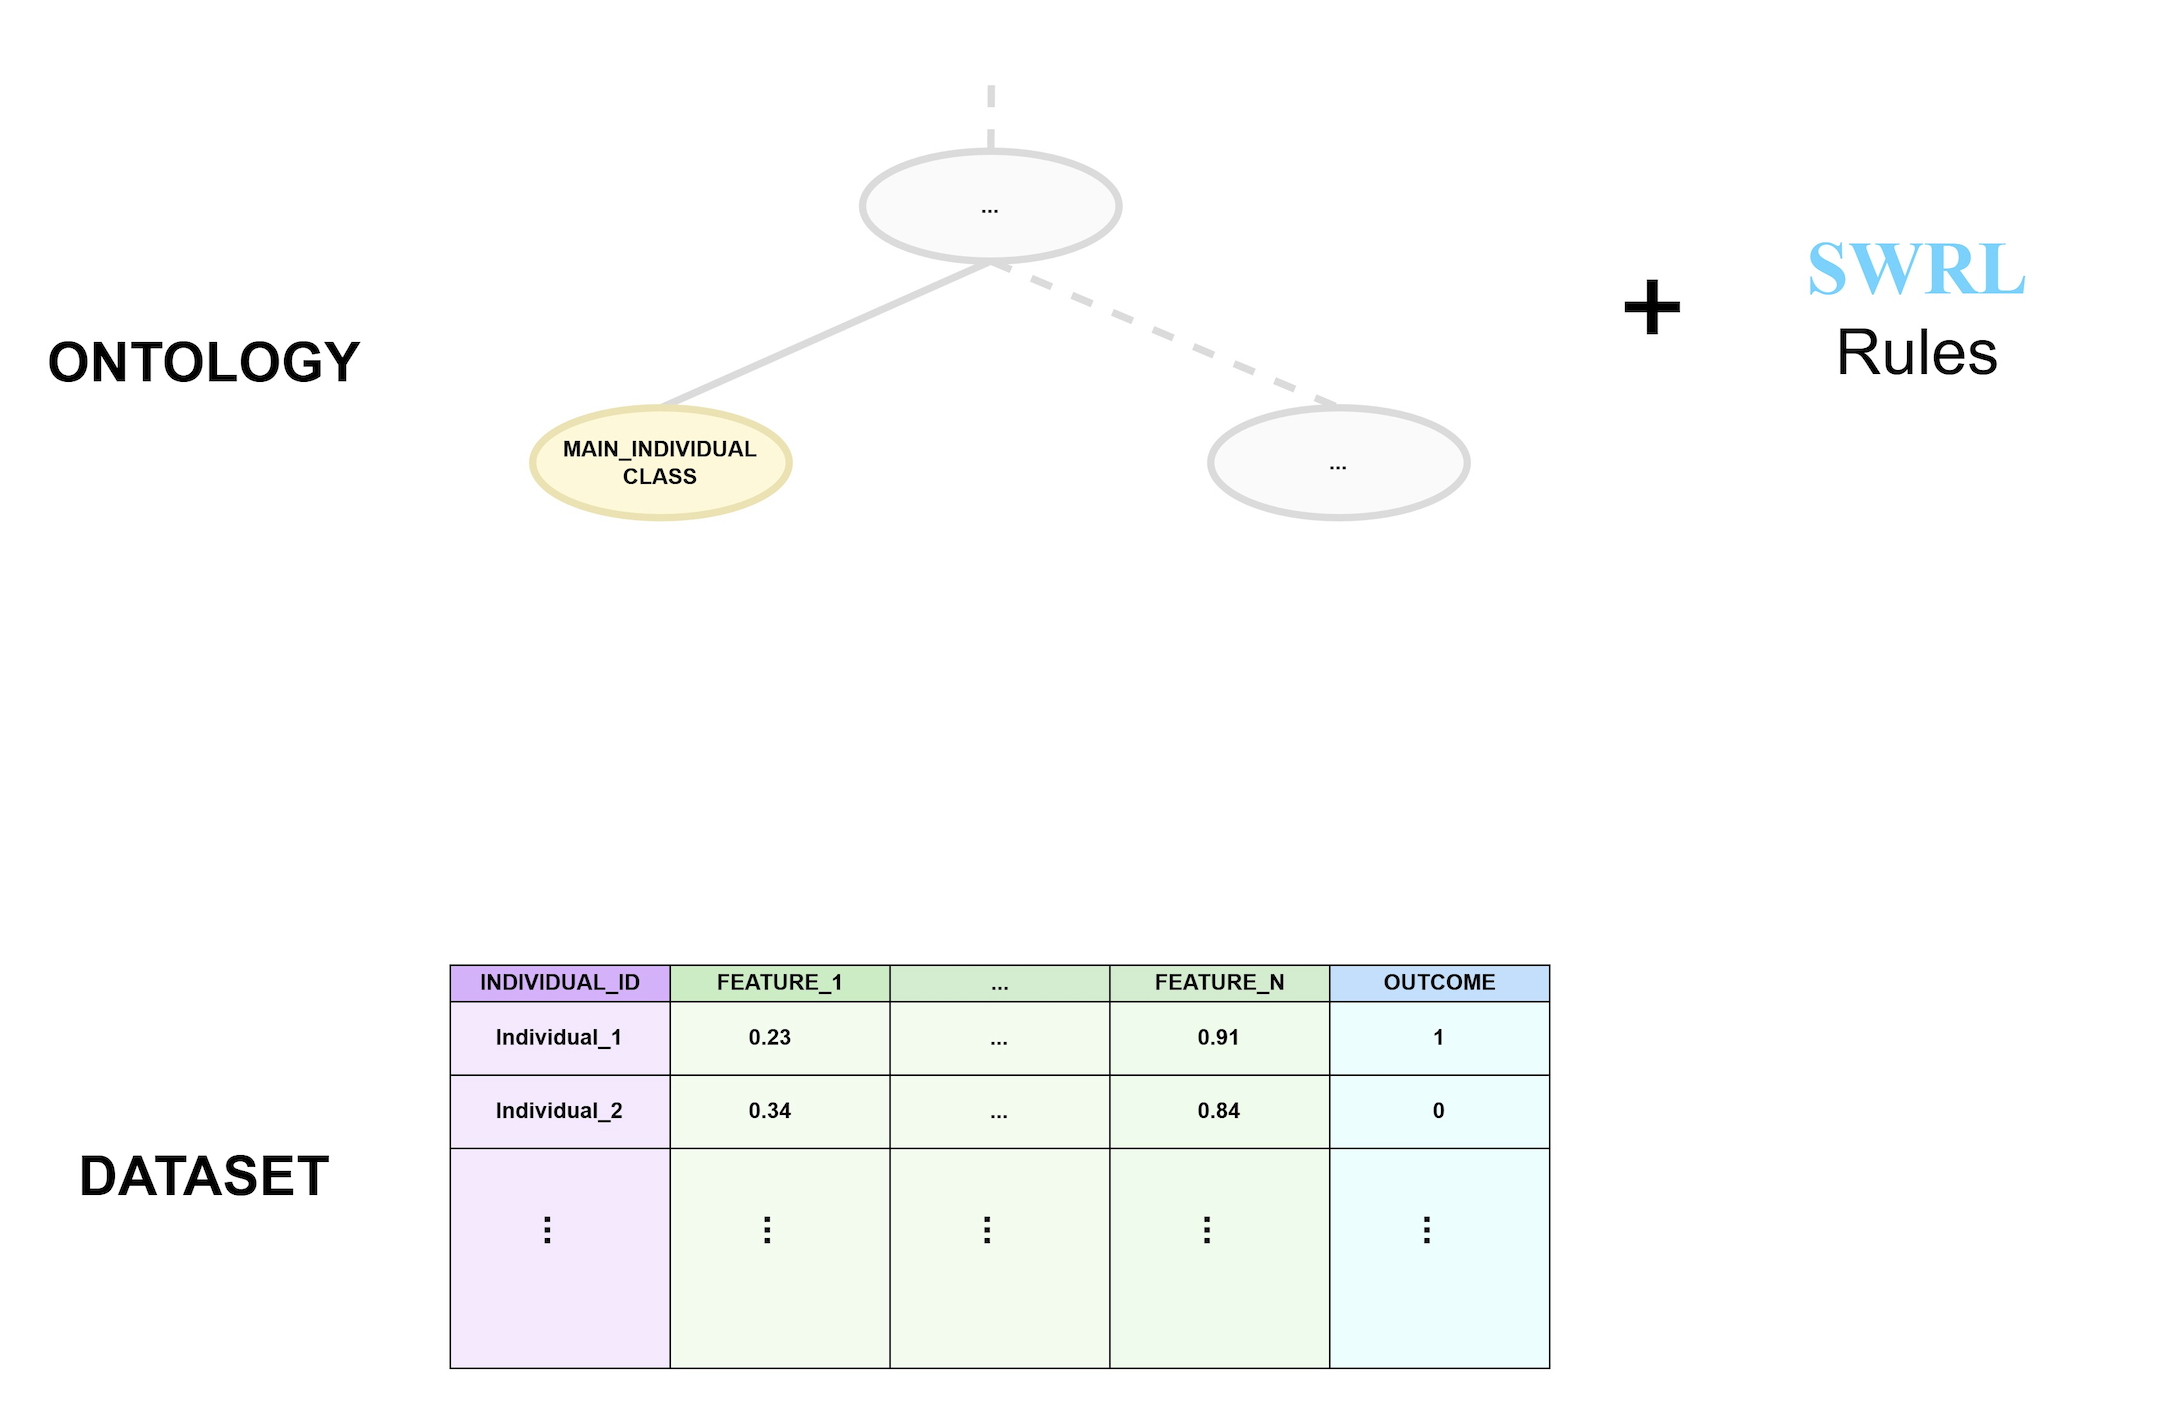 ...
+
SWRL
Rules
ONTOLOGY
MAIN_INDIVIDUAL
CLASS
...
INDIVIDUAL_ID FEATURE_1 ... FEATURE_N OUTCOME
Individual_1 0.23 ... 0.91 1
Individual_2 0.34 ... 0.84 0
DATASET
⋮ ⋮ ⋮ ⋮ ⋮